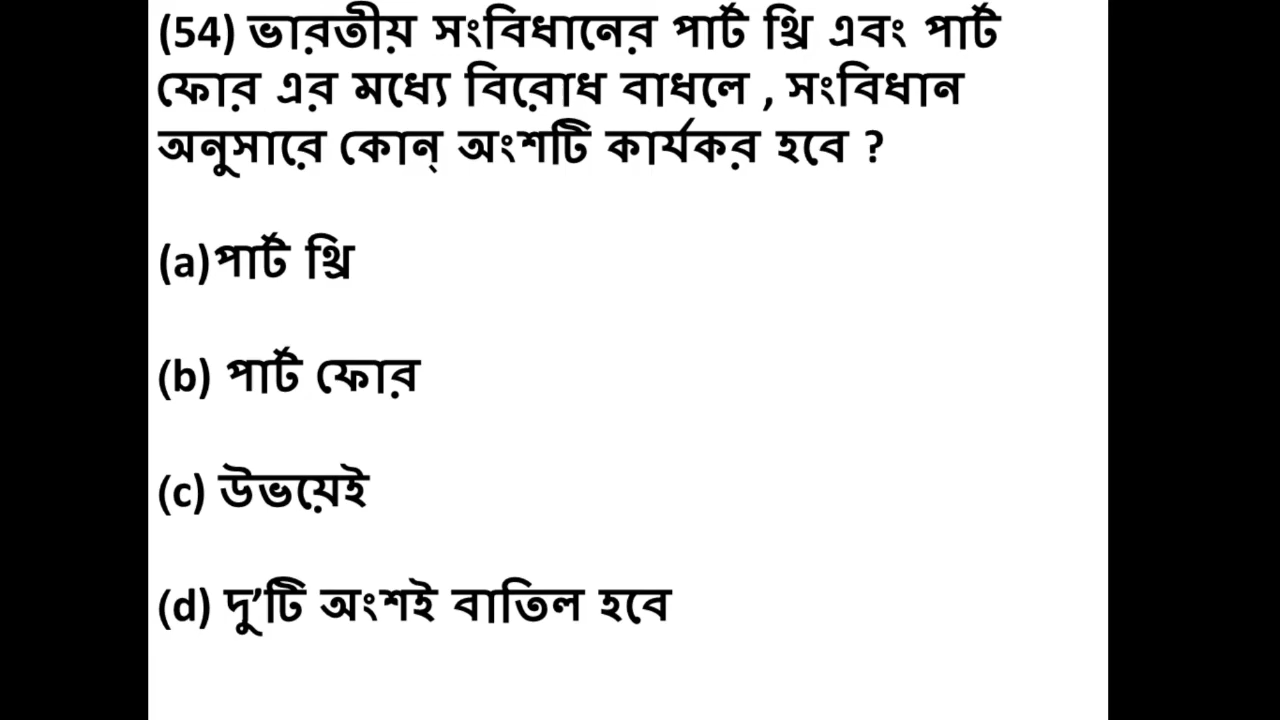 (54) ভারতীয় সংবিধানের পার্ট থ্রি এবং পার্ট
ফোর এর মধ্যে বিরোধ বাধলে , সংবিধান
অনুসারে কোন্ অংশটি কার্যকর হবে ?
(a)পার্ট থ্রি
(b) পার্ট ফোর
(c) উভয়েই
(d) দু’টি অংশই বাতিল হবে